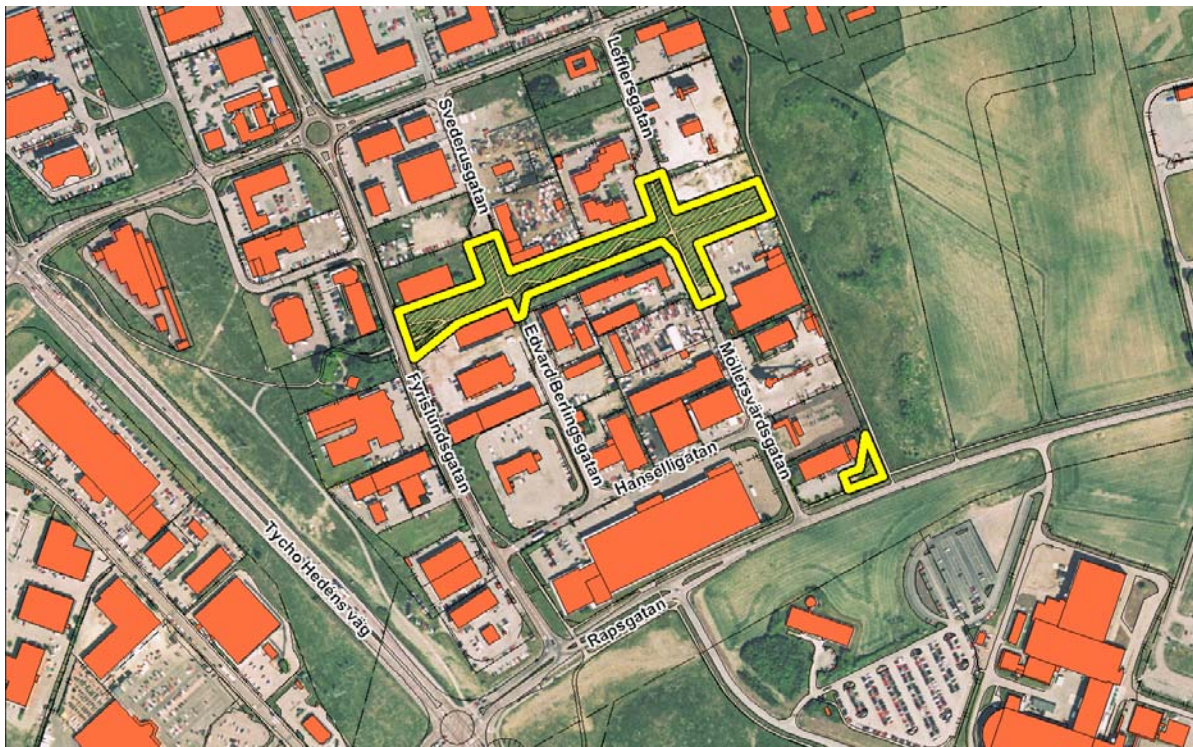 Lefflersgatan
Svederusgatan
Edvard Berlingsgatan
Möllersvärdsgatan
Fyrislundsgatan
Hanselligatan
Tycho Hedéns väg
Rapsgatan